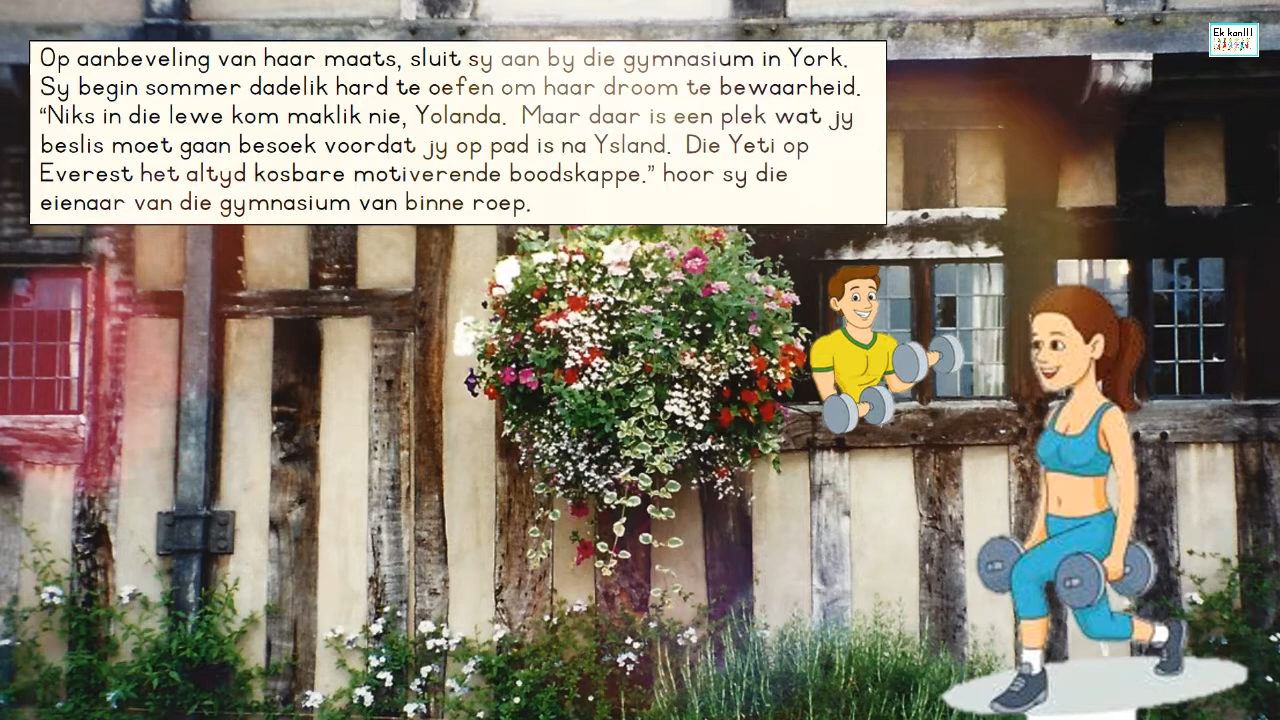 Op aanbeveling van haar maats, sluit sy aan by die gymnasium in York.
Sy begin sommer dadelik hard te oefen om haar droom te bewaarheid.
“Niks in die lewe kom maklik nie, Yolanda.  Maar daar is een plek wat jy
beslis moet gaan besoek voordat jy op pad is na Ysland.  Die Yeti op
Everest het altyd kosbare motiverende boodskappe.” hoor sy die
eienaar van die gymnasium van binne roep.
Ek kan!!!